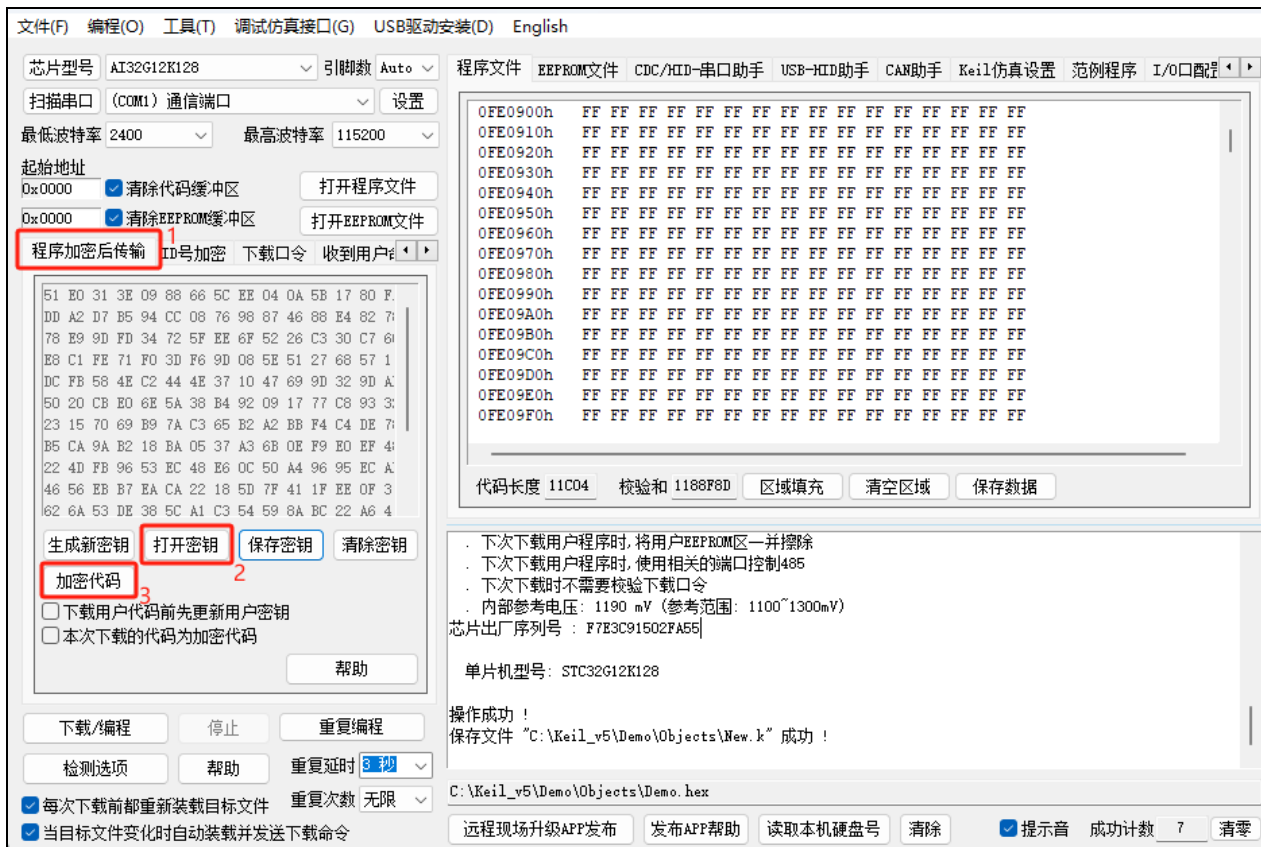 文件(F) 编程(O) 工具(T) 调试仿真接口(G) USB驱动安装(D) English
芯片型号 AI32G12K128 引脚数 Auto
扫描串口 (COM1) 通信端口 设置
最低波特率 2400 最高波特率 115200
起始地址
0x0000 清除代码缓冲区 打开程序文件
0x0000 清除EEPROM缓冲区 打开EEPROM文件
1
程序加密后传输 ID号加密 下载口令 收到用户
51 E0 31 3E 09 88 66 5C EE 04 0A 5B 17 80 F
DD A2 D7 B5 94 CC 08 76 98 87 46 88 E4 82 7
78 E9 9D FD 34 72 5F EE 6F 52 26 C3 30 C7 6
E8 C1 FE 71 F0 3D F6 9D 08 5E 51 27 68 57 1
DC FB 58 4E C2 44 4E 37 10 47 69 9D 32 9D A
50 20 CB E0 6E 5A 38 B4 92 09 17 77 C8 93 3
23 15 70 69 B9 7A C3 65 B2 A2 BB F4 C4 DE 7
B5 CA 9A B2 18 BA 05 37 A3 6B 0E F9 E0 EF 4
22 4D FB 96 53 EC 48 E6 0C 50 A4 96 95 EC A
46 56 EB B7 EA CA 22 18 5D 7F 41 1F EE 0F 3
62 6A 53 DE 38 5C A1 C3 54 59 8A BC 22 A6 4
生成新密钥 打开密钥 保存密钥 清除密钥
2
加密代码
3
下载用户代码前先更新用户密钥
本次下载的代码为加密代码
帮助
下载/编程 停止 重复编程
检测选项 帮助 重复延时 3 秒
每次下载前都重新装载目标文件 重复次数 无限
当目标文件变化时自动装载并发送下载命令
程序文件 EEPROM文件 CDC/HID-串口助手 USB-HID助手 CAN助手 Keil仿真设置 范例程序 I/O口配
0FE0900h FF FF FF FF FF FF FF FF FF FF FF FF FF FF FF FF
0FE0910h FF FF FF FF FF FF FF FF FF FF FF FF FF FF FF FF
0FE0920h FF FF FF FF FF FF FF FF FF FF FF FF FF FF FF FF
0FE0930h FF FF FF FF FF FF FF FF FF FF FF FF FF FF FF FF
0FE0940h FF FF FF FF FF FF FF FF FF FF FF FF FF FF FF FF
0FE0950h FF FF FF FF FF FF FF FF FF FF FF FF FF FF FF FF
0FE0960h FF FF FF FF FF FF FF FF FF FF FF FF FF FF FF FF
0FE0970h FF FF FF FF FF FF FF FF FF FF FF FF FF FF FF FF
0FE0980h FF FF FF FF FF FF FF FF FF FF FF FF FF FF FF FF
0FE0990h FF FF FF FF FF FF FF FF FF FF FF FF FF FF FF FF
0FE09A0h FF FF FF FF FF FF FF FF FF FF FF FF FF FF FF FF
0FE09B0h FF FF FF FF FF FF FF FF FF FF FF FF FF FF FF FF
0FE09C0h FF FF FF FF FF FF FF FF FF FF FF FF FF FF FF FF
0FE09D0h FF FF FF FF FF FF FF FF FF FF FF FF FF FF FF FF
0FE09E0h FF FF FF FF FF FF FF FF FF FF FF FF FF FF FF FF
0FE09F0h FF FF FF FF FF FF FF FF FF FF FF FF FF FF FF FF
代码长度 11C04 校验和 1188F8D 区域填充 清空区域 保存数据
. 下次下载用户程序时,将用户EEPROM区一并擦除
. 下次下载用户程序时,使用相关的端口控制485
. 下次下载时不需要校验下载口令
. 内部参考电压: 1190 mV (参考范围: 1100~1300mV)
芯片出厂序列号 : F7E3C91502FA55
单片机型号: STC32G12K128
操作成功 !
保存文件 "C:\Keil_v5\Demo\Objects\New.k" 成功 !
C:\Keil_v5\Demo\Objects\Demo.hex
远程现场升级APP发布 发布APP帮助 读取本机硬盘号 清除 提示音 成功计数 7 清零